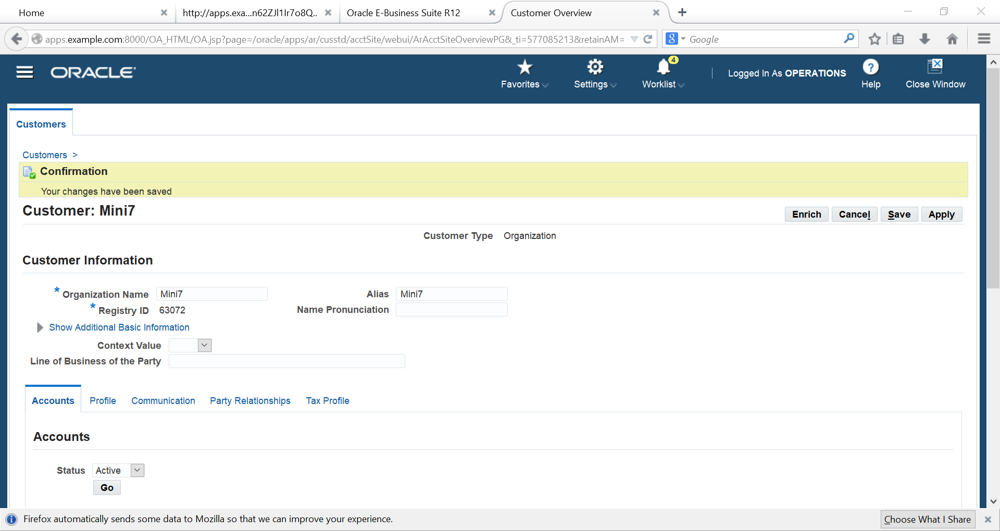 Home
http://apps.exa...n62ZJl1Ir7o8Q..
Oracle E-Business Suite R12
Customer Overview
apps.example.com:8000/OA_HTML/OA.jsp?page=/oracle/apps/ar/cusstd/acctSite/webui/ArAcctSiteOverviewPG&_ti=577085213&retainAM=
8 Google
ORACLE
Favorites
Settings
4
Worklist
Logged In As OPERATIONS
? Help
Close Window
Customers
Customers >
Confirmation
Your changes have been saved
Customer: Mini7
Enrich Cancel Save Apply
Customer Type Organization
Customer Information
* Organization Name Mini7
Alias Mini7
* Registry ID 63072
Name Pronunciation
Show Additional Basic Information
Context Value
Line of Business of the Party
Accounts Profile Communication Party Relationships Tax Profile
Accounts
Status Active
Go
Firefox automatically sends some data to Mozilla so that we can improve your experience.
Choose What I Share